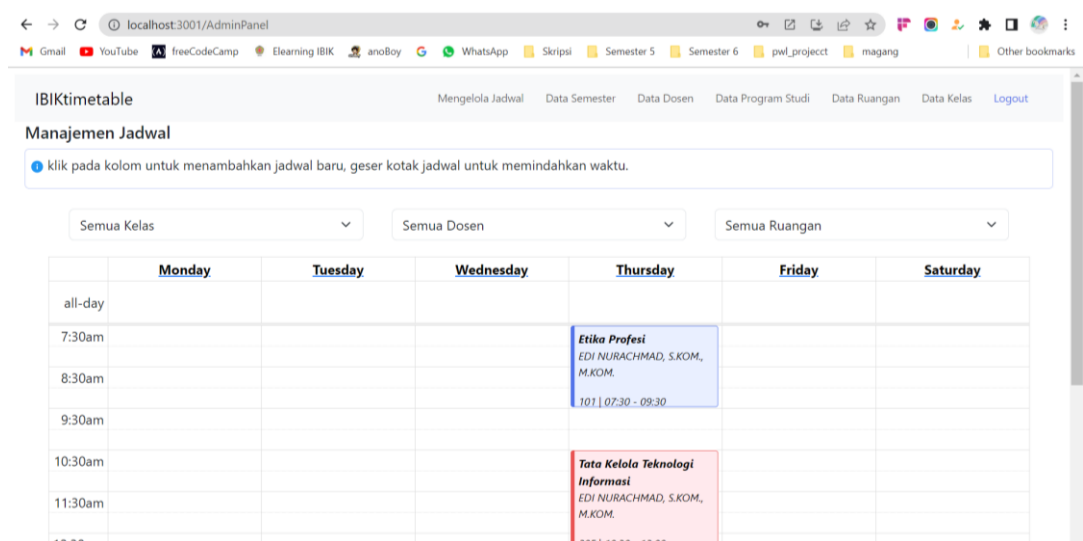 localhost:3001/AdminPanel
Gmail YouTube freeCodeCamp Elearning IBIK anoBoy WhatsApp Skripsi Semester 5 Semester 6 pwl_projecct magang Other bookmarks
IBIKtimetable Mengelola Jadwal Data Semester Data Dosen Data Program Studi Data Ruangan Data Kelas Logout
Manajemen Jadwal
klik pada kolom untuk menambahkan jadwal baru, geser kotak jadwal untuk memindahkan waktu.
Semua Kelas Semua Dosen Semua Ruangan
Monday Tuesday Wednesday Thursday Friday Saturday
all-day
7:30am
Etika Profesi
EDI NURACHMAD, S.KOM.,
M.KOM.
8:30am
101 | 07:30 - 09:30
9:30am
10:30am
Tata Kelola Teknologi
Informasi
EDI NURACHMAD, S.KOM.,
11:30am
M.KOM.